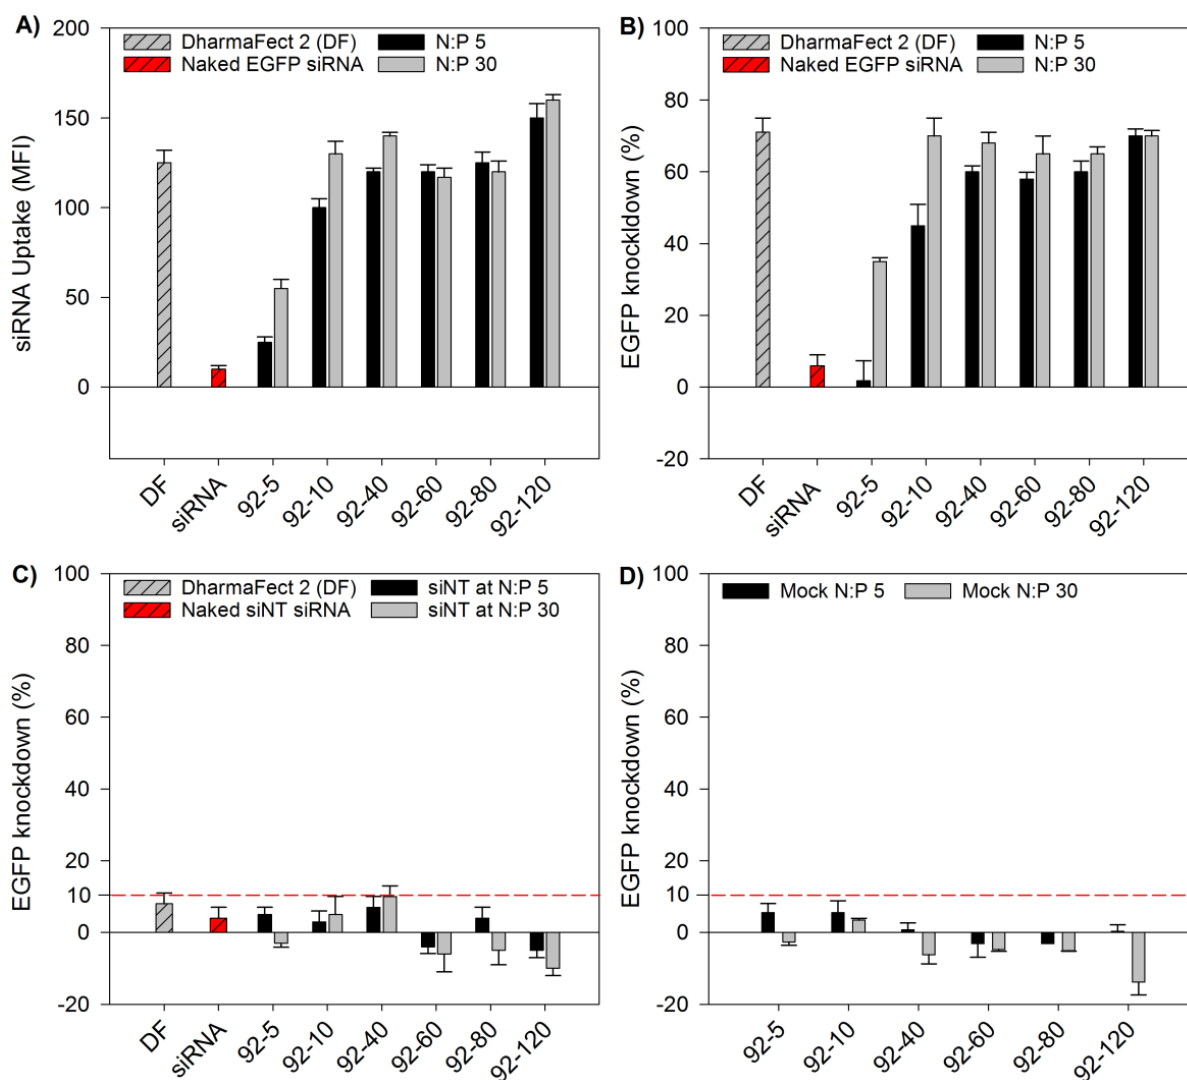 A)
200
150
100
50
0
siRNA Uptake (MFI)
DharmaFect 2 (DF)
N:P 5
Naked EGFP siRNA
N:P 30
DF
siRNA
92-5
92-10
92-40
92-60
92-80
92-120
B)
100
80
60
40
20
0
-20
EGFP knockldown (%)
DharmaFect 2 (DF)
N:P 5
Naked EGFP siRNA
N:P 30
DF
siRNA
92-5
92-10
92-40
92-60
92-80
92-120
C)
100
80
60
40
20
10
0
-20
EGFP knockdown (%)
DharmaFect 2 (DF)
siNT at N:P 5
Naked siNT siRNA
siNT at N:P 30
DF
siRNA
92-5
92-10
92-40
92-60
92-80
92-120
D)
100
80
60
40
20
10
0
-20
EGFP knockdown (%)
Mock N:P 5
Mock N:P 30
92-5
92-10
92-40
92-60
92-80
92-120